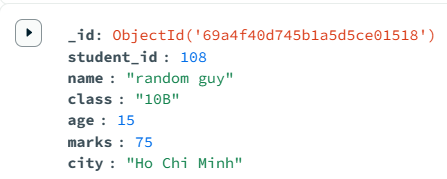 _id: ObjectId('69a4f40d745b1a5d5ce01518')
student_id : 108
name : "random guy"
class : "10B"
age : 15
marks : 75
city : "Ho Chi Minh"